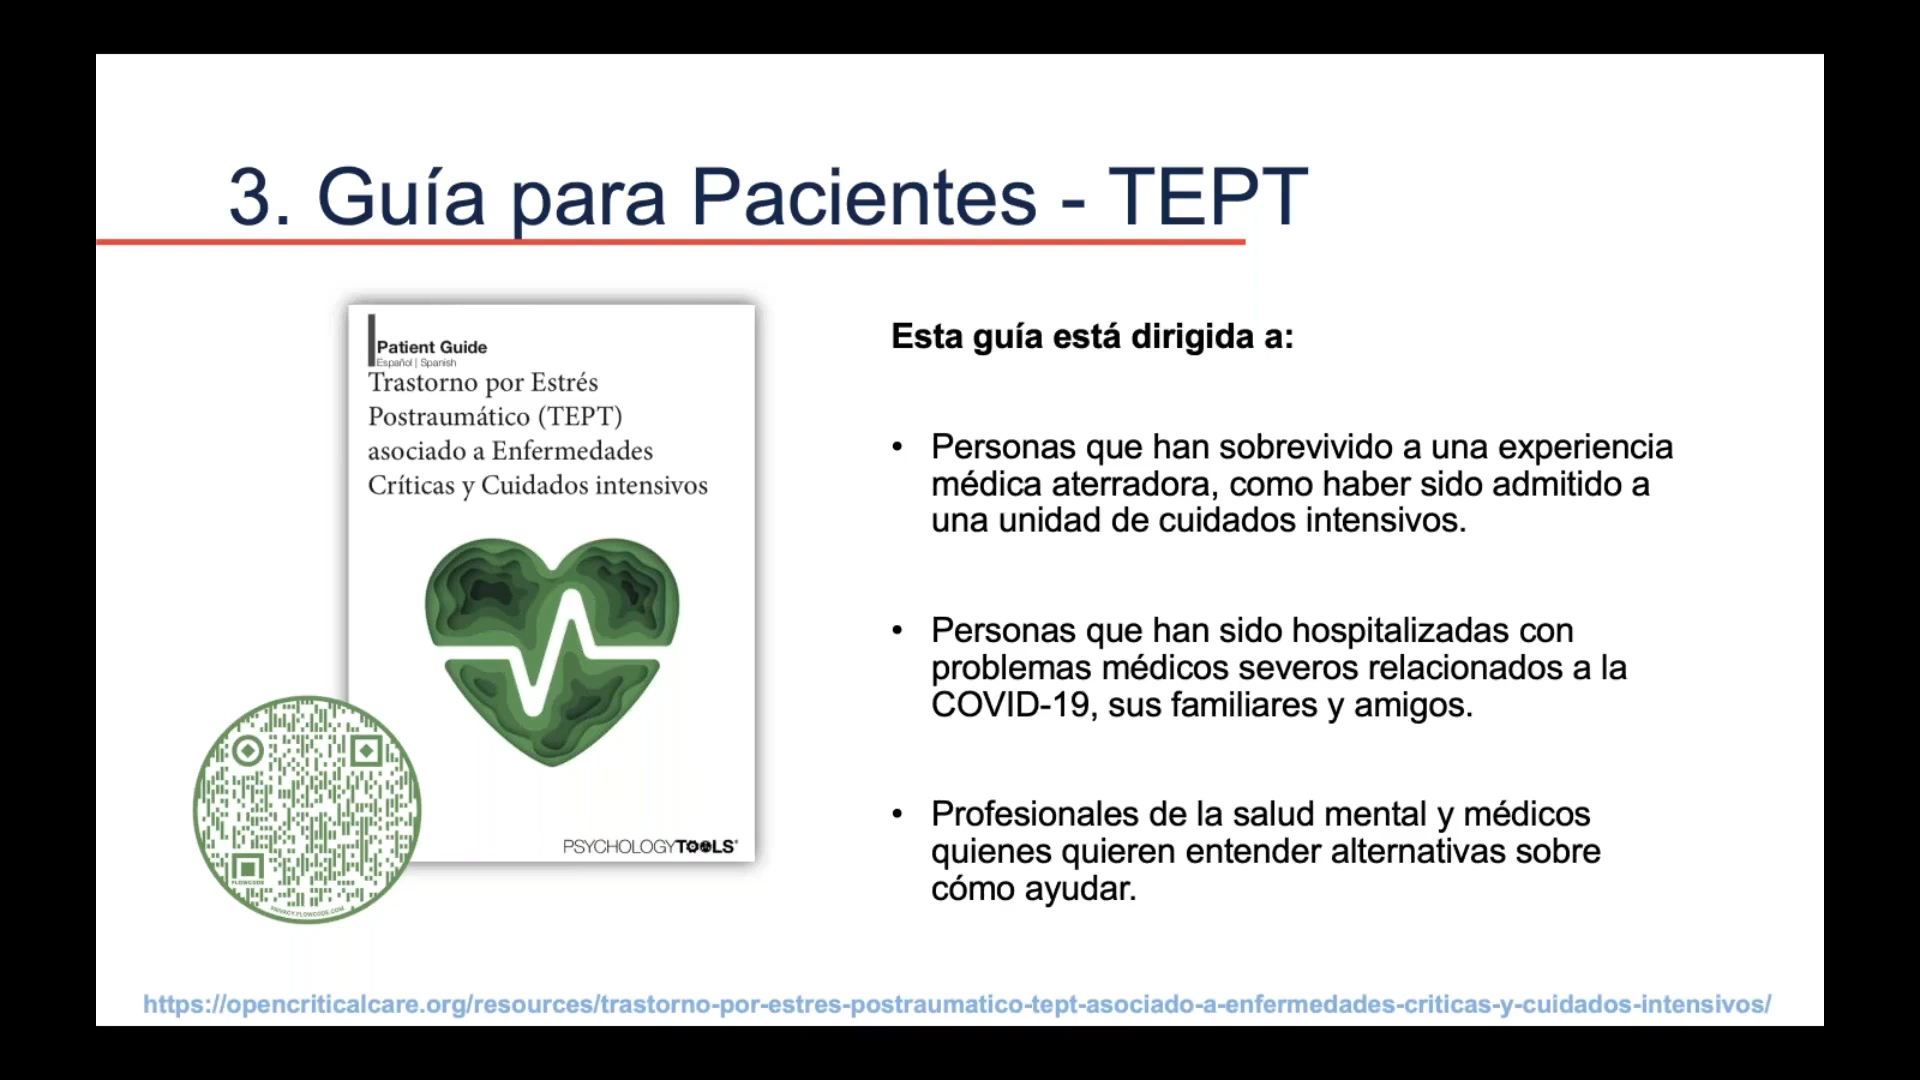 3. Guía para Pacientes - TEPT
Patient Guide
Español | Spanish
Trastorno por Estrés
Postraumático (TEPT)
asociado a Enfermedades
Críticas y Cuidados intensivos
PSYCHOLOGYTOOLS®
FLOWCODE
PRIVACY.FLOWCODE.COM
Esta guía está dirigida a:
• Personas que han sobrevivido a una experiencia
médica aterradora, como haber sido admitido a
una unidad de cuidados intensivos.
• Personas que han sido hospitalizadas con
problemas médicos severos relacionados a la
COVID-19, sus familiares y amigos.
• Profesionales de la salud mental y médicos
quienes quieren entender alternativas sobre
cómo ayudar.
https://opencriticalcare.org/resources/trastorno-por-estres-postraumatico-tept-asociado-a-enfermedades-criticas-y-cuidados-intensivos/